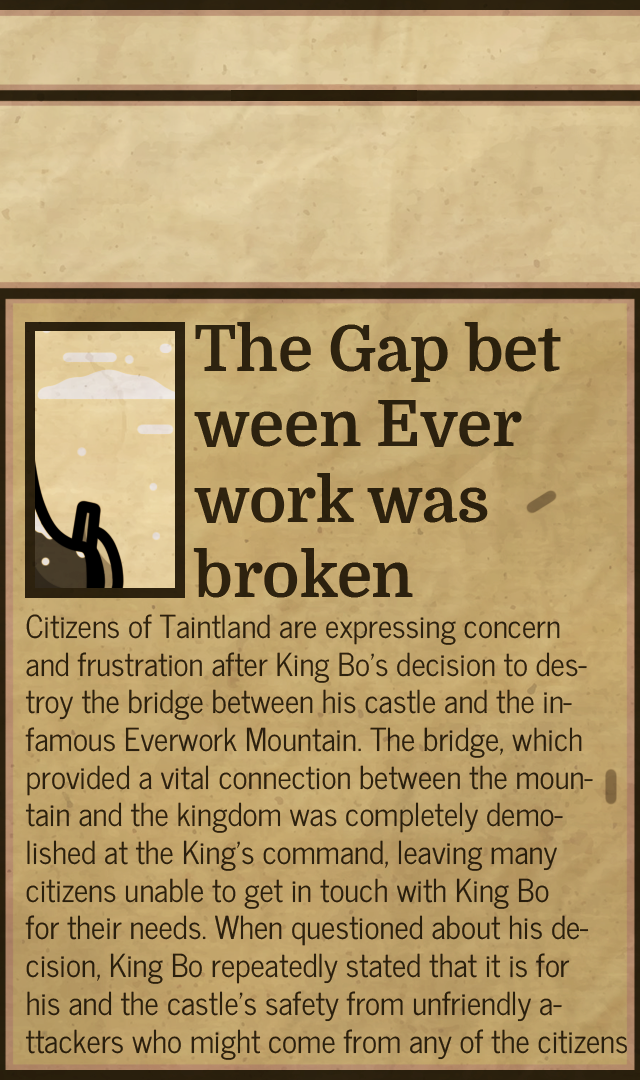 The Gap bet
ween Ever
work was
broken
Citizens of Taintland are expressing concern
and frustration after King Bo's decision to des-
troy the bridge between his castle and the in-
famous Everwork Mountain. The bridge, which
provided a vital connection between the moun-
tain and the kingdom was completely demo-
lished at the King's command, leaving many
citizens unable to get in touch with King Bo
for their needs. When questioned about his de-
cision, King Bo repeatedly stated that it is for
his and the castle's safety from unfriendly a-
ttackers who might come from any of the citizens